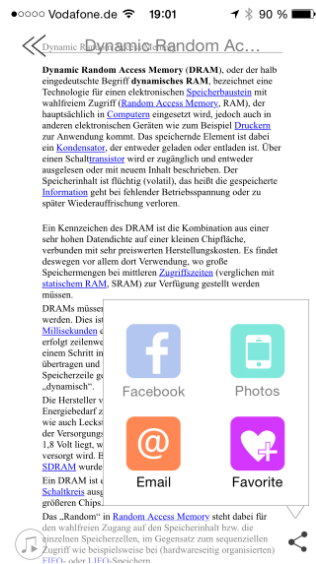 Vodafone.de 19:01 90 %
Dynamic Random Ac...
Dynamic Random Access Memory (DRAM), oder der halb
eingedeutschte Begriff dynamisches RAM, bezeichnet eine
Technologie für einen elektronischen Speicherbaustein mit
wahlfreiem Zugriff (Random Access Memory, RAM), der
hauptsächlich in Computern eingesetzt wird, jedoch auch in
anderen elektronischen Geräten wie zum Beispiel Druckern
zur Anwendung kommt. Das speichernde Element ist dabei
ein Kondensator, der entweder geladen oder entladen ist. Über
einen Schalttransistor wird er zugänglich und entweder
ausgelesen oder mit neuem Inhalt beschrieben. Der
Speicherinhalt ist flüchtig (volatil), das heißt die gespeicherte
Information geht bei fehlender Betriebsspannung oder zu
später Wiederauffrischung verloren.
Ein Kennzeichen des DRAM ist die Kombination aus einer
sehr hohen Datendichte auf einer kleinen Chipfläche,
verbunden mit sehr preiswerten Herstellungskosten. Es findet
deswegen vor allem dort Verwendung, wo große
Speichermengen bei mittleren Zugriffszeiten (verglichen mit
statischem RAM, SRAM) zur Verfügung gestellt werden
müssen.
DRAMs müssen
werden. Dies ist
Millisekunden
erfolgt zeilenwe
einem Schritt in
übertragen und
Speicherzeile g
„dynamisch“.
Die Hersteller v
Energiebedarf z
wie auch Leckst
der Versorgungs
1,8 Volt liegt, w
versorgt wird. E
SDRAM wurde
Ein DRAM ist e
Schaltkreis ausg
größeren Chips.
Facebook
Photos
Email
Favorite
Das „Random“ in Random Access Memory steht dabei für
den wahlfreien Zugang auf den Speicherinhalt bzw. die
einzelnen Speicherzellen, im Gegensatz zum sequenziellen
Zugriff wie beispielsweise bei (hardwareseitig organisierten)
FIFO- oder LIFO-Speichern.